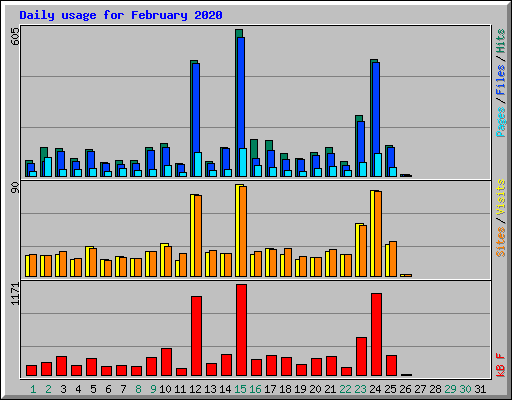 Daily usage for February 2020
605
Pages / Files / Hits
90
Sites / Visits
1171
kB F
1 2 3 4 5 6 7 8 9 10 11 12 13 14 15 16 17 18 19 20 21 22 23 24 25 26 27 28 29 30 31